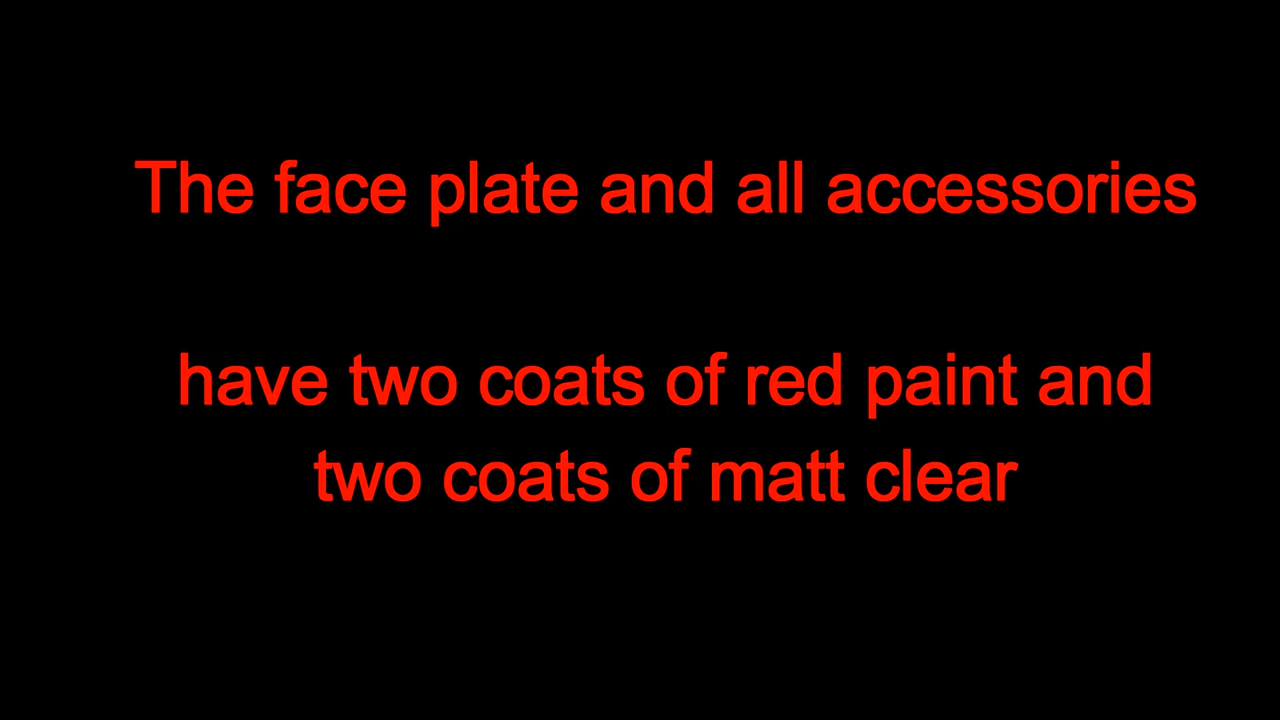 The face plate and all accessories
have two coats of red paint and
two coats of matt clear